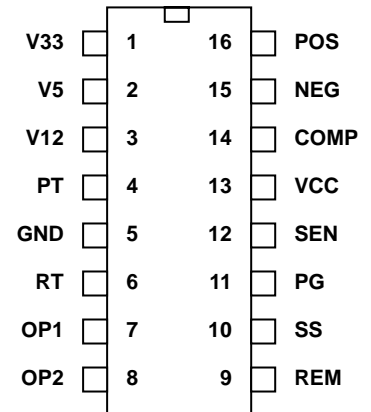 V33 1 16 POS
V5 2 15 NEG
V12 3 14 COMP
PT 4 13 VCC
GND 5 12 SEN
RT 6 11 PG
OP1 7 10 SS
OP2 8 9 REM